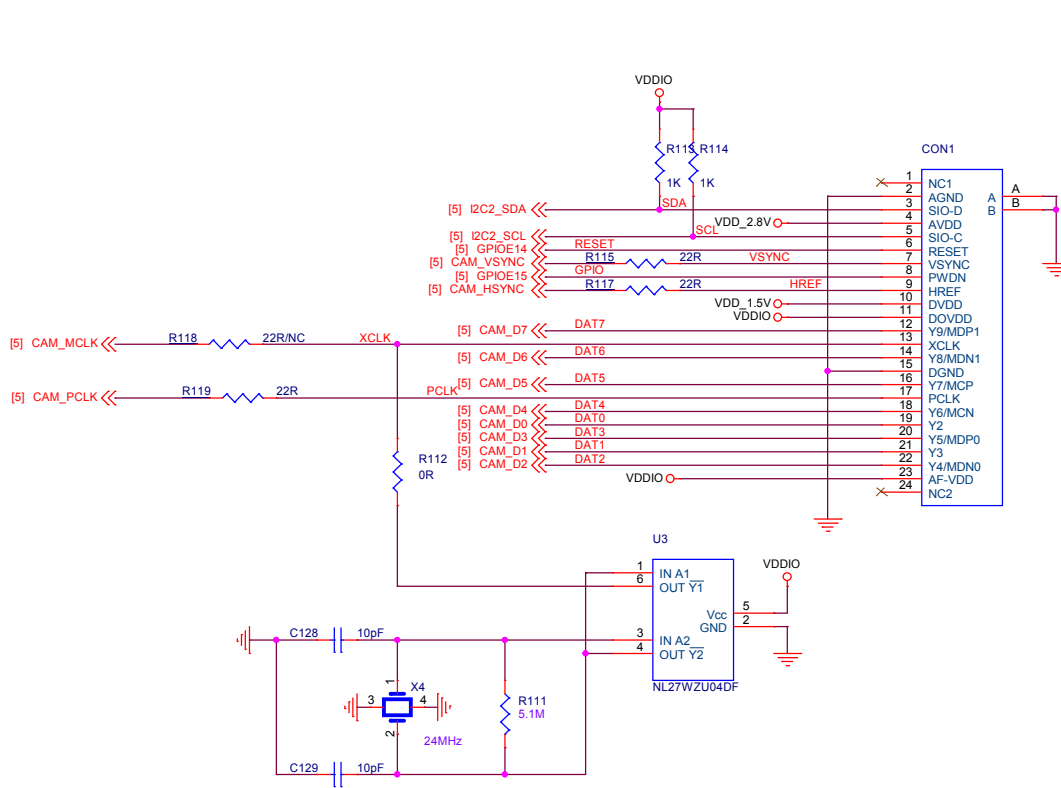 VDDIO
CON1
R113 R114
1K 1K
1 NC1
2 AGND A A
[5] I2C2_SDA SDA 3 SIO-D B B
VDD_2.8V 4 AVDD
[5] I2C2_SCL SCL 5 SIO-C
[5] GPIOE14 RESET 6 RESET
[5] CAM_VSYNC R115 22R VSYNC 7 VSYNC
[5] GPIOE15 GPIO 8 PWDN
[5] CAM_HSYNC R117 22R HREF 9 HREF
VDD_1.5V 10 DVDD
VDDIO 11 DOVDD
[5] CAM_D7 DAT7 12 Y9/MDP1
[5] CAM_MCLK R118 22R/NC XCLK 13 XCLK
[5] CAM_D6 DAT6 14 Y8/MDN1
15 DGND
[5] CAM_D5 DAT5 16 Y7/MCP
[5] CAM_PCLK R119 22R PCLK 17 PCLK
[5] CAM_D4 DAT4 18 Y6/MCN
[5] CAM_D0 DAT0 19 Y2
[5] CAM_D3 DAT3 20 Y5/MDP0
[5] CAM_D1 DAT1 21 Y3
[5] CAM_D2 DAT2 22 Y4/MDN0
VDDIO 23 AF-VDD
24 NC2
R112
0R
U3
VDDIO
1 IN A1
6 OUT Y1
Vcc 5
GND 2
3 IN A2
4 OUT Y2
NL27WZU04DF
C128 10pF
1 X4
3 4
2
24MHz
R111
5.1M
C129 10pF